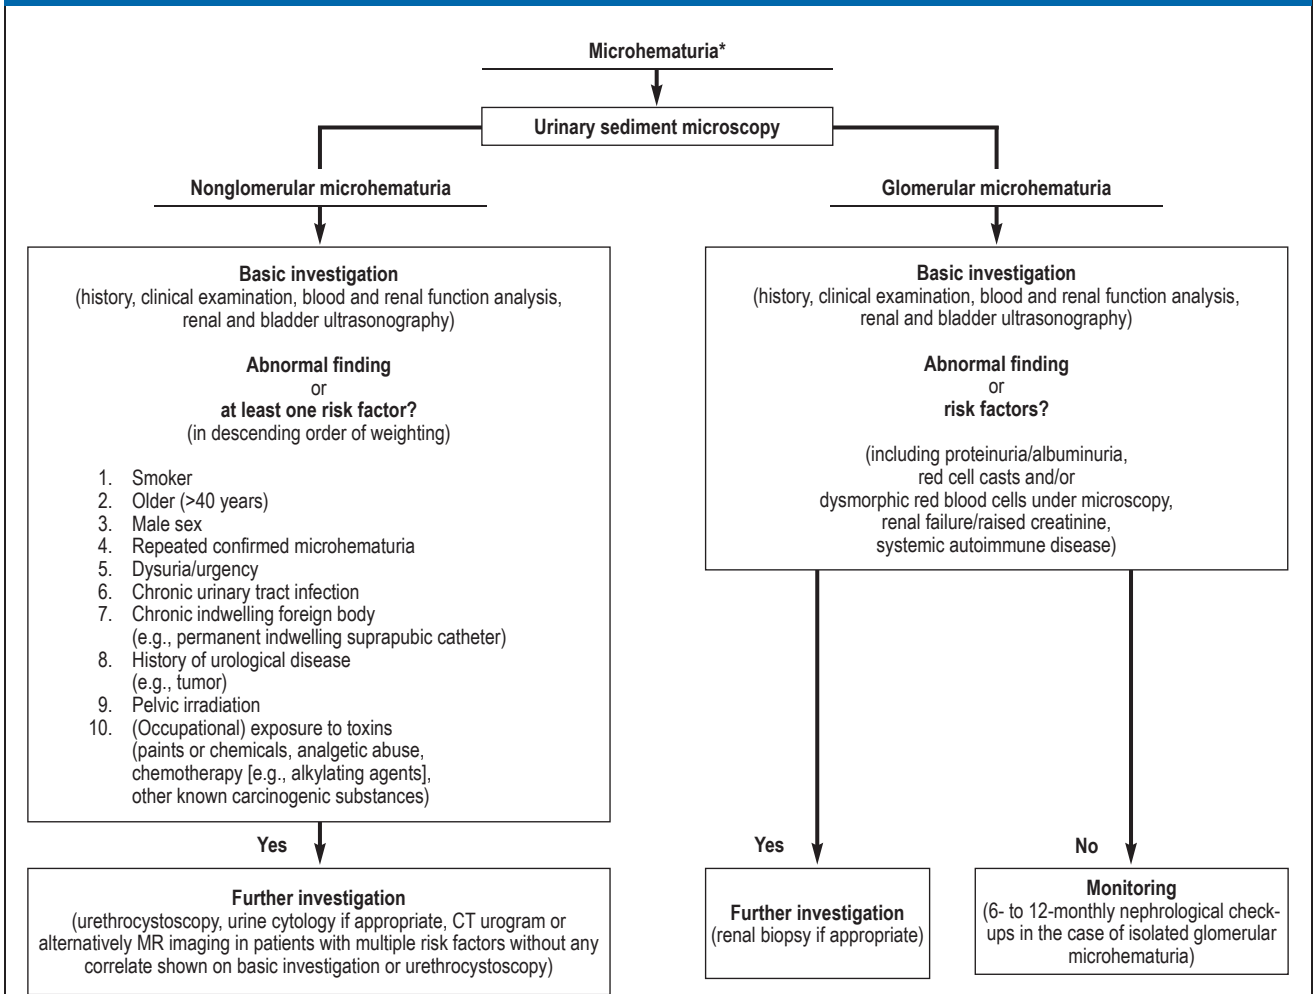 Microhematuria*
Urinary sediment microscopy
Nonglomerular microhematuria
Basic investigation
(history, clinical examination, blood and renal function analysis,
renal and bladder ultrasonography)
Abnormal finding
or
at least one risk factor?
(in descending order of weighting)
1. Smoker
2. Older (>40 years)
3. Male sex
4. Repeated confirmed microhematuria
5. Dysuria/urgency
6. Chronic urinary tract infection
7. Chronic indwelling foreign body
(e.g., permanent indwelling suprapubic catheter)
8. History of urological disease
(e.g., tumor)
9. Pelvic irradiation
10. (Occupational) exposure to toxins
(paints or chemicals, analgetic abuse,
chemotherapy [e.g., alkylating agents],
other known carcinogenic substances)
Yes
Further investigation
(urethrocystoscopy, urine cytology if appropriate, CT urogram or
alternatively MR imaging in patients with multiple risk factors without any
correlate shown on basic investigation or urethrocystoscopy)
Glomerular microhematuria
Basic investigation
(history, clinical examination, blood and renal function analysis,
renal and bladder ultrasonography)
Abnormal finding
or
risk factors?
(including proteinuria/albuminuria,
red cell casts and/or
dysmorphic red blood cells under microscopy,
renal failure/raised creatinine,
systemic autoimmune disease)
Yes
Further investigation
(renal biopsy if appropriate)
No
Monitoring
(6- to 12-monthly nephrological check-
ups in the case of isolated glomerular
microhematuria)